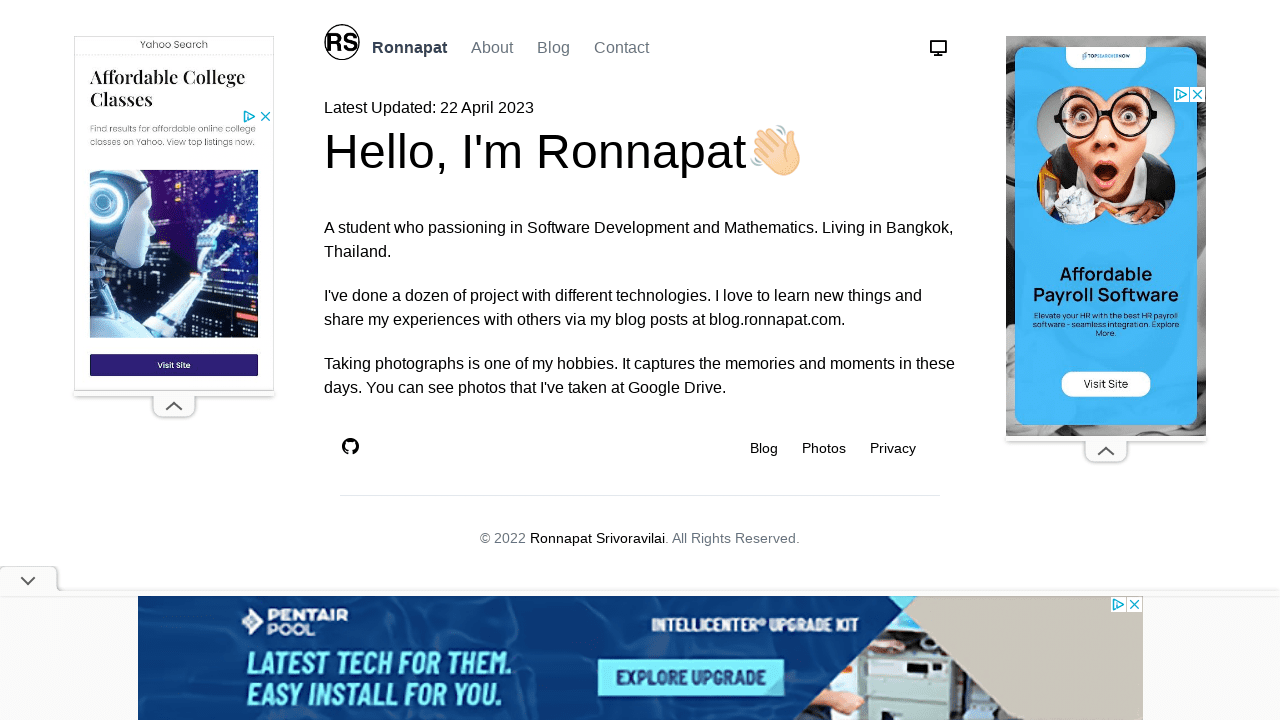 RS
Ronnapat
About
Blog
Contact
Latest Updated: 22 April 2023
Hello, I'm Ronnapat👋🏻
A student who passioning in Software Development and Mathematics. Living in Bangkok,
Thailand.
I've done a dozen of project with different technologies. I love to learn new things and
share my experiences with others via my blog posts at blog.ronnapat.com.
Taking photographs is one of my hobbies. It captures the memories and moments in these
days. You can see photos that I've taken at Google Drive.
Blog
Photos
Privacy
© 2022 Ronnapat Srivoravilai. All Rights Reserved.
Yahoo Search
Affordable College
Classes
Find results for affordable online college
classes on Yahoo. View top listings now.
Visit Site
TOPSEARCHERNOW
Affordable
Payroll Software
Elevate your HR with the best HR payroll
software - seamless integration. Explore
More.
Visit Site
PENTAIR
POOL
LATEST TECH FOR THEM.
EASY INSTALL FOR YOU.
INTELLICENTER® UPGRADE KIT
EXPLORE UPGRADE